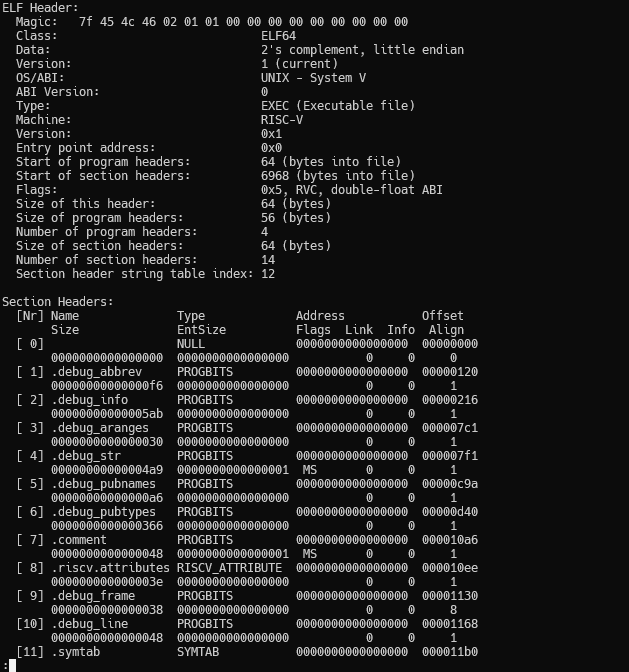 ELF Header:
  Magic:   7f 45 4c 46 02 01 01 00 00 00 00 00 00 00 00 00
  Class:                             ELF64
  Data:                              2's complement, little endian
  Version:                           1 (current)
  OS/ABI:                            UNIX - System V
  ABI Version:                       0
  Type:                              EXEC (Executable file)
  Machine:                           RISC-V
  Version:                           0x1
  Entry point address:               0x0
  Start of program headers:          64 (bytes into file)
  Start of section headers:          6968 (bytes into file)
  Flags:                             0x5, RVC, double-float ABI
  Size of this header:               64 (bytes)
  Size of program headers:           56 (bytes)
  Number of program headers:         4
  Size of section headers:           64 (bytes)
  Number of section headers:         14
  Section header string table index: 12

Section Headers:
  [Nr] Name              Type             Address           Offset
       Size              EntSize          Flags  Link  Info  Align
  [ 0]                   NULL             0000000000000000  00000000
       0000000000000000  0000000000000000           0     0     0
  [ 1] .debug_abbrev     PROGBITS         0000000000000000  00000120
       00000000000000f6  0000000000000000           0     0     1
  [ 2] .debug_info       PROGBITS         0000000000000000  00000216
       00000000000005ab  0000000000000000           0     0     1
  [ 3] .debug_aranges    PROGBITS         0000000000000000  000007c1
       0000000000000030  0000000000000000           0     0     1
  [ 4] .debug_str        PROGBITS         0000000000000000  000007f1
       00000000000004a9  0000000000000001  MS       0     0     1
  [ 5] .debug_pubnames   PROGBITS         0000000000000000  00000c9a
       00000000000000a6  0000000000000000           0     0     1
  [ 6] .debug_pubtypes   PROGBITS         0000000000000000  00000d40
       0000000000000366  0000000000000000           0     0     1
  [ 7] .comment          PROGBITS         0000000000000000  000010a6
       0000000000000048  0000000000000001  MS       0     0     1
  [ 8] .riscv.attributes RISCV_ATTRIBUTE  0000000000000000  000010ee
       000000000000003e  0000000000000000           0     0     1
  [ 9] .debug_frame      PROGBITS         0000000000000000  00001130
       0000000000000038  0000000000000000           0     0     8
  [10] .debug_line       PROGBITS         0000000000000000  00001168
       0000000000000048  0000000000000000           0     0     1
  [11] .symtab           SYMTAB           0000000000000000  000011b0
: